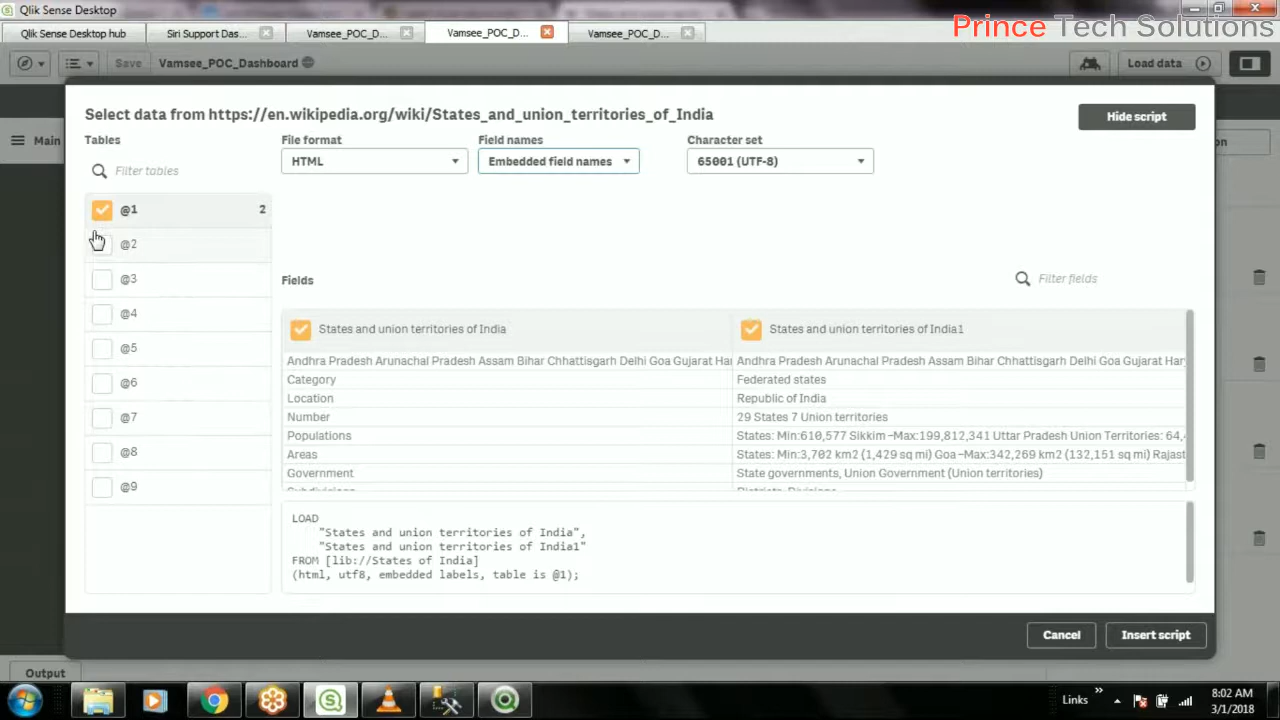 Qlik Sense Desktop
Prince Tech Solutions
Qlik Sense Desktop hub
Siri Support Das...
Vamsee_POC_D...
Vamsee_POC_D...
Vamsee_POC_D...
Save
Vamsee_POC_Dashboard
Load data
Main
on
Select data from https://en.wikipedia.org/wiki/States_and_union_territories_of_India
Hide script
Tables
File format
Field names
Character set
Filter tables
HTML
Embedded field names
65001 (UTF-8)
@1
2
@2
@3
@4
@5
@6
@7
@8
@9
Fields
Filter fields
States and union territories of India
States and union territories of India1
Andhra Pradesh Arunachal Pradesh Assam Bihar Chhattisgarh Delhi Goa Gujarat Har
Andhra Pradesh Arunachal Pradesh Assam Bihar Chhattisgarh Delhi Goa Gujarat Har
Category
Federated states
Location
Republic of India
Number
29 States 7 Union territories
Populations
States: Min:610,577 Sikkim –Max:199,812,341 Uttar Pradesh Union Territories: 64,4
Areas
States: Min:3,702 km2 (1,429 sq mi) Goa –Max:342,269 km2 (132,151 sq mi) Rajast
Government
State governments, Union Government (Union territories)
Subdivisions
Districts, Divisions
LOAD
"States and union territories of India",
"States and union territories of India1"
FROM [lib://States of India]
(html, utf8, embedded labels, table is @1);
Cancel
Insert script
Output
Links
8:02 AM
3/1/2018